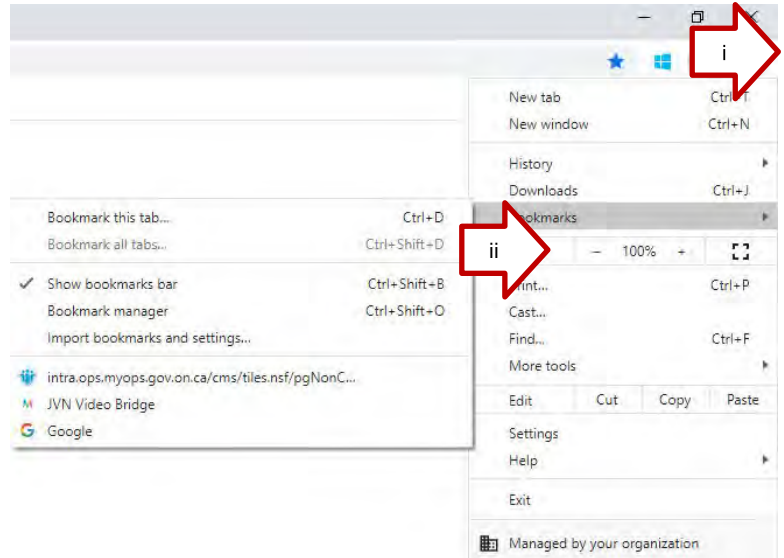 i
New tab Ctrl+T
New window Ctrl+N
History
Downloads Ctrl+J
Bookmarks
ii
− 100% +
Print... Ctrl+P
Cast...
Find... Ctrl+F
More tools
Edit Cut Copy Paste
Settings
Help
Exit
Managed by your organization
Bookmark this tab... Ctrl+D
Bookmark all tabs... Ctrl+Shift+D
Show bookmarks bar Ctrl+Shift+B
Bookmark manager Ctrl+Shift+O
Import bookmarks and settings...
intra.ops.myops.gov.on.ca/cms/tiles.nsf/pgNonC...
JVN Video Bridge
Google